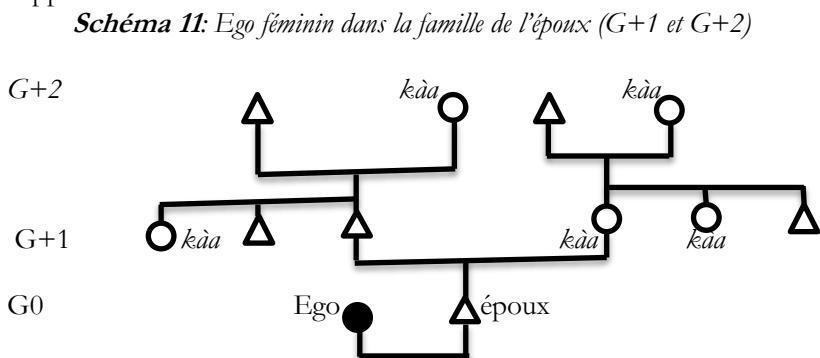 Schéma 11: Ego féminin dans la famille de l'époux (G+1 et G+2)
G+2 kàa kàa
G+1 kàa kàa kàa
G0 Ego époux